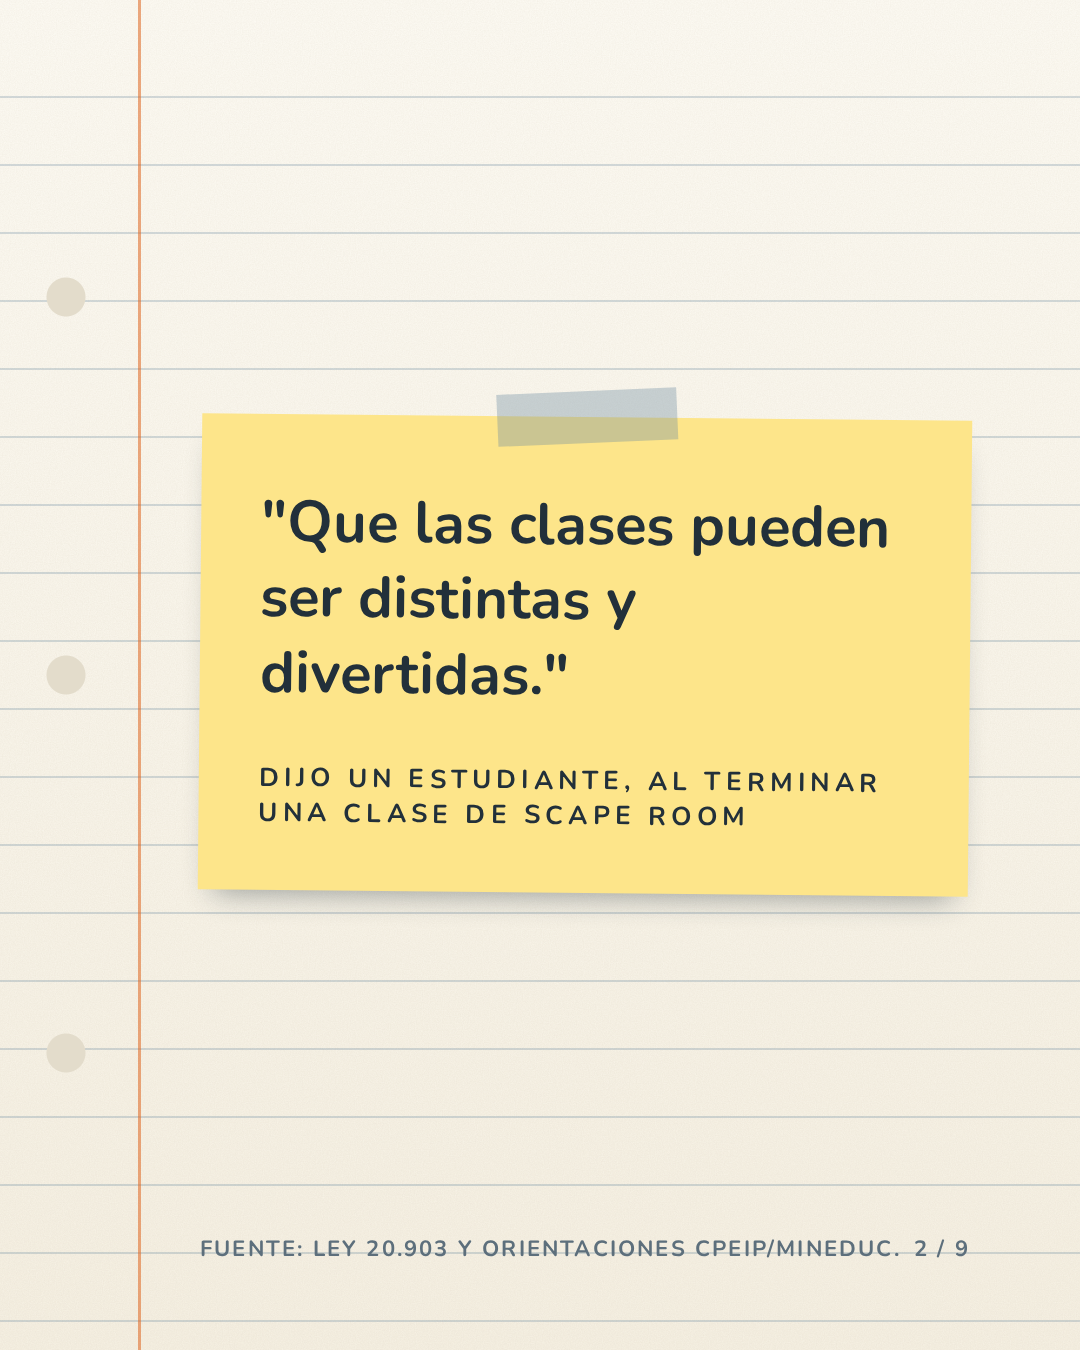 "Que las clases pueden
ser distintas y
divertidas."
DIJO UN ESTUDIANTE, AL TERMINAR
UNA CLASE DE SCAPE ROOM
FUENTE: LEY 20.903 Y ORIENTACIONES CPEIP/MINEDUC. 2 / 9